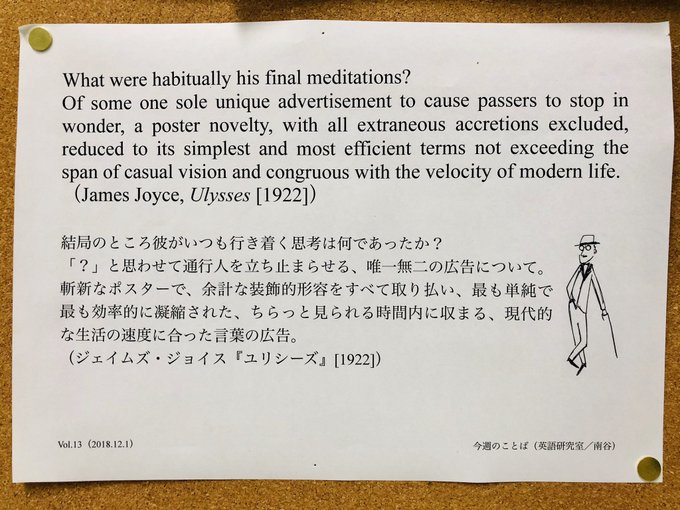 What were habitually his final meditations?
Of some one sole unique advertisement to cause passers to stop in
wonder, a poster novelty, with all extraneous accretions excluded,
reduced to its simplest and most efficient terms not exceeding the
span of casual vision and congruous with the velocity of modern life.
（James Joyce, Ulysses [1922]）
結局のところ彼がいつも行き着く思考は何であったか？
「？」と思わせて通行人を立ち止まらせる、唯一無二の広告について。
斬新なポスターで、余計な装飾的形容をすべて取り払い、最も単純で
最も効率的に凝縮された、ちらっと見られる時間内に収まる、現代的
な生活の速度に合った言葉の広告。
（ジェイムズ・ジョイス『ユリシーズ』[1922]）
Vol.13（2018.12.1）
今週のことば（英語研究室／南谷）